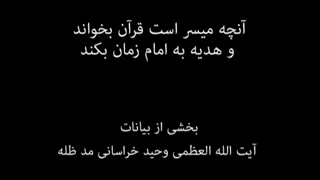 آنچه میسر است قرآن بخواند
و هدیه به امام زمان بکند
بخشی از بیانات
آیت الله العظمی وحید خراسانی مد ظله